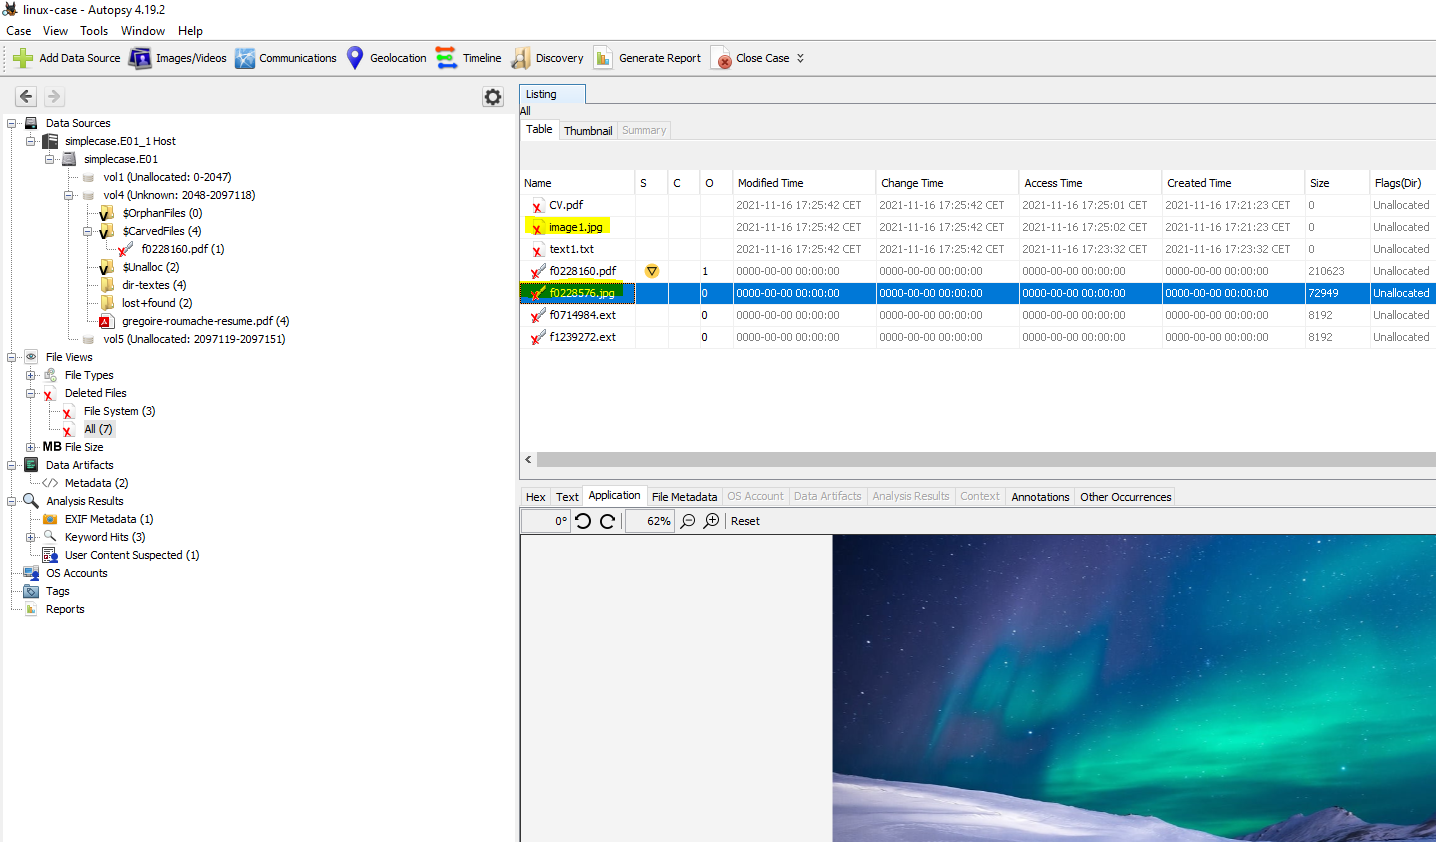 linux-case - Autopsy 4.19.2
Case View Tools Window Help
Add Data Source Images/Videos Communications Geolocation Timeline Discovery Generate Report Close Case
Data Sources
simplecase.E01_1 Host
simplecase.E01
vol1 (Unallocated: 0-2047)
vol4 (Unknown: 2048-2097118)
$OrphanFiles (0)
$CarvedFiles (4)
f0228160.pdf (1)
$Unalloc (2)
dir-textes (4)
lost+found (2)
gregoire-roumache-resume.pdf (4)
vol5 (Unallocated: 2097119-2097151)
File Views
File Types
Deleted Files
File System (3)
All (7)
MB File Size
Data Artifacts
Metadata (2)
Analysis Results
EXIF Metadata (1)
Keyword Hits (3)
User Content Suspected (1)
OS Accounts
Tags
Reports
Listing
All
Table Thumbnail Summary
Name S C O Modified Time Change Time Access Time Created Time Size Flags(Dir)
CV.pdf 2021-11-16 17:25:42 CET 2021-11-16 17:25:42 CET 2021-11-16 17:25:01 CET 2021-11-16 17:21:23 CET 0 Unallocated
image1.jpg 2021-11-16 17:25:42 CET 2021-11-16 17:25:42 CET 2021-11-16 17:25:02 CET 2021-11-16 17:21:23 CET 0 Unallocated
text1.txt 2021-11-16 17:25:42 CET 2021-11-16 17:25:42 CET 2021-11-16 17:23:32 CET 2021-11-16 17:23:32 CET 0 Unallocated
f0228160.pdf 1 0000-00-00 00:00:00 0000-00-00 00:00:00 0000-00-00 00:00:00 0000-00-00 00:00:00 210623 Unallocated
f0228576.jpg 0 0000-00-00 00:00:00 0000-00-00 00:00:00 0000-00-00 00:00:00 0000-00-00 00:00:00 72949 Unallocated
f0714984.ext 0 0000-00-00 00:00:00 0000-00-00 00:00:00 0000-00-00 00:00:00 0000-00-00 00:00:00 8192 Unallocated
f1239272.ext 0 0000-00-00 00:00:00 0000-00-00 00:00:00 0000-00-00 00:00:00 0000-00-00 00:00:00 8192 Unallocated
Hex Text Application File Metadata OS Account Data Artifacts Analysis Results Context Annotations Other Occurrences
0° 62% Reset